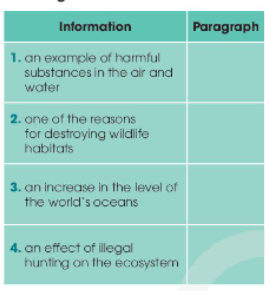 Information Paragraph
1. an example of harmful
substances in the air and
water
2. one of the reasons
for destroying wildlife
habitats
3. an increase in the level of
the world's oceans
4. an effect of illegal
hunting on the ecosystem